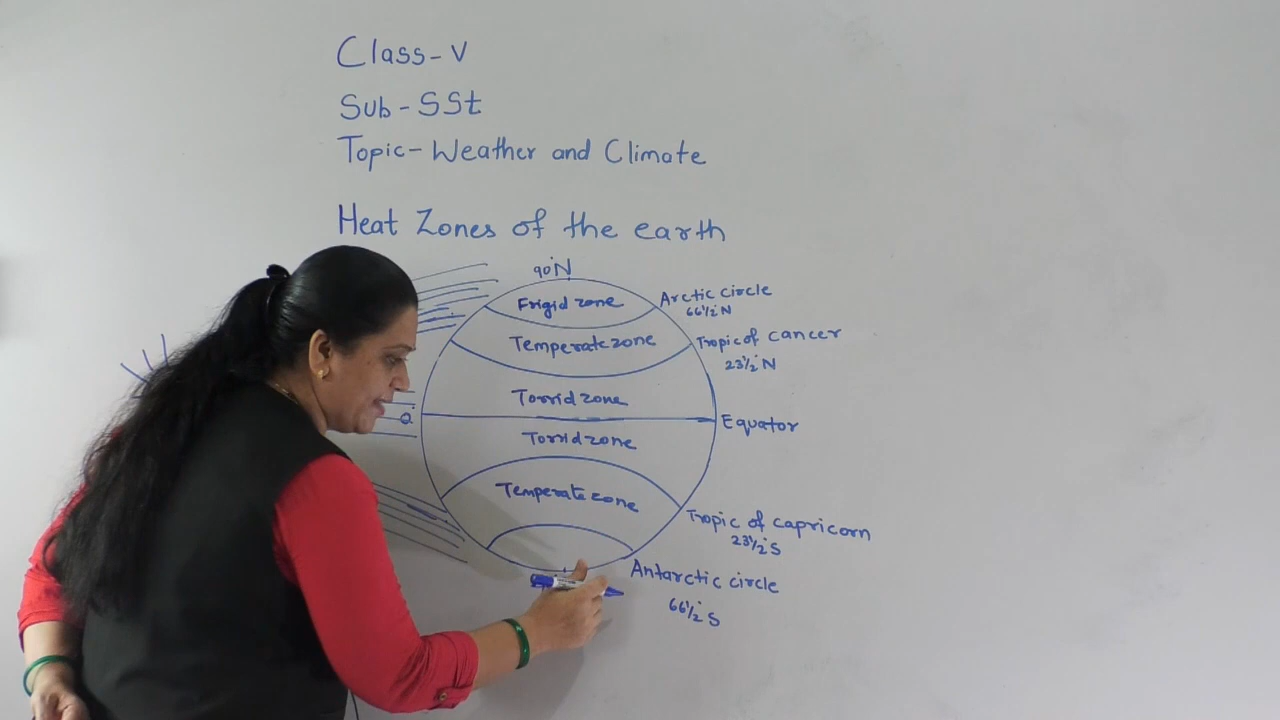 Class-V
Sub-SSt
Topic-Weather and Climate
Heat Zones of the earth
90°N
Frigid zone
Arctic circle
66½°N
Temperate zone
Tropic of cancer
23½°N
Torrid zone
0°
Equator
Torrid zone
Temperate zone
Tropic of capricorn
23½°S
Antarctic circle
66½°S